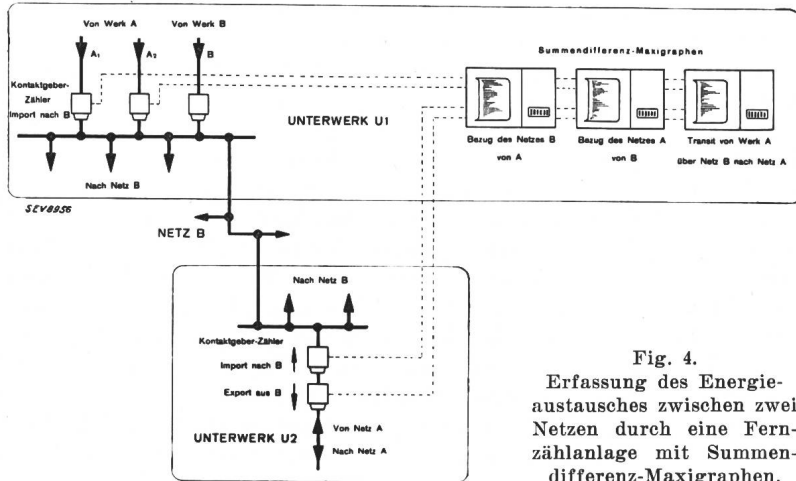 Von Werk A
Von Werk B
A1
A2
B
Summendifferenz-Maxigraphen
Kontaktgeber-
Zähler
Import nach B
UNTERWERK U1
Bezug des Netzes B
von A
Bezug des Netzes A
von B
Transit von Werk A
über Netz B nach Netz A
Nach Netz B
SEV8956
NETZ B
Nach Netz B
Kontaktgeber-Zähler
Import nach B
Export aus B
Von Netz A
UNTERWERK U2
Nach Netz A
Fig. 4.
Erfassung des Energie-
austausches zwischen zwei
Netzen durch eine Fern-
zählanlage mit Summen-
differenz-Maxigraphen.